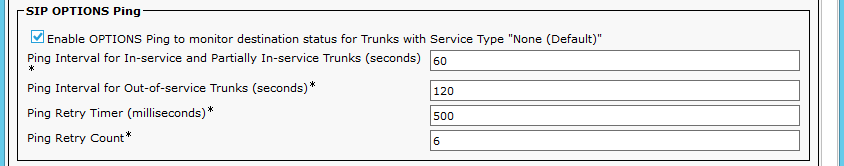 SIP OPTIONS Ping
Enable OPTIONS Ping to monitor destination status for Trunks with Service Type "None (Default)"
Ping Interval for In-service and Partially In-service Trunks (seconds) 60
*
Ping Interval for Out-of-service Trunks (seconds)* 120
Ping Retry Timer (milliseconds)* 500
Ping Retry Count* 6